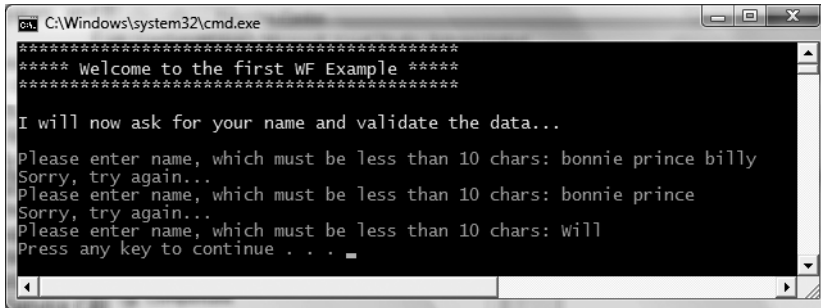 C:\Windows\system32\cmd.exe
*******************************************
***** Welcome to the first WF Example *****
*******************************************
I will now ask for your name and validate the data...
Please enter name, which must be less than 10 chars: bonnie prince billy
Sorry, try again...
Please enter name, which must be less than 10 chars: bonnie prince
Sorry, try again...
Please enter name, which must be less than 10 chars: Will
Press any key to continue . . .